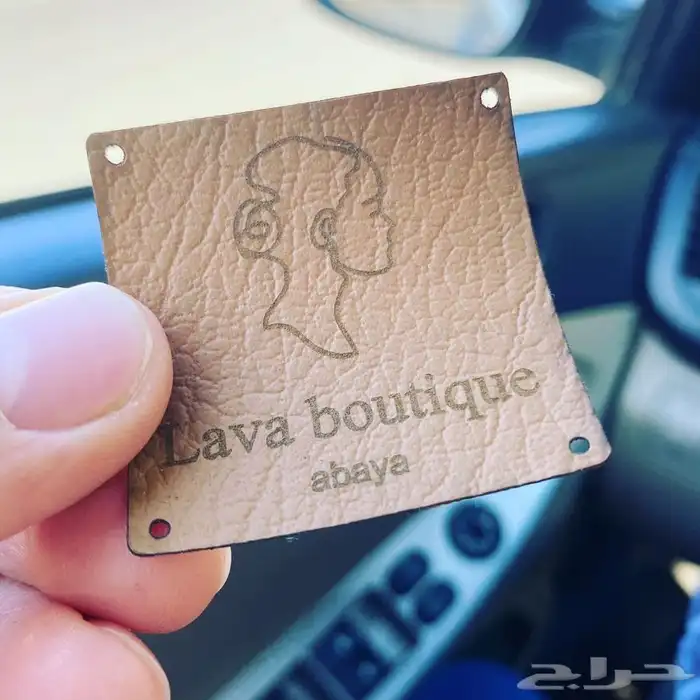 Lava boutique
abaya
حراج